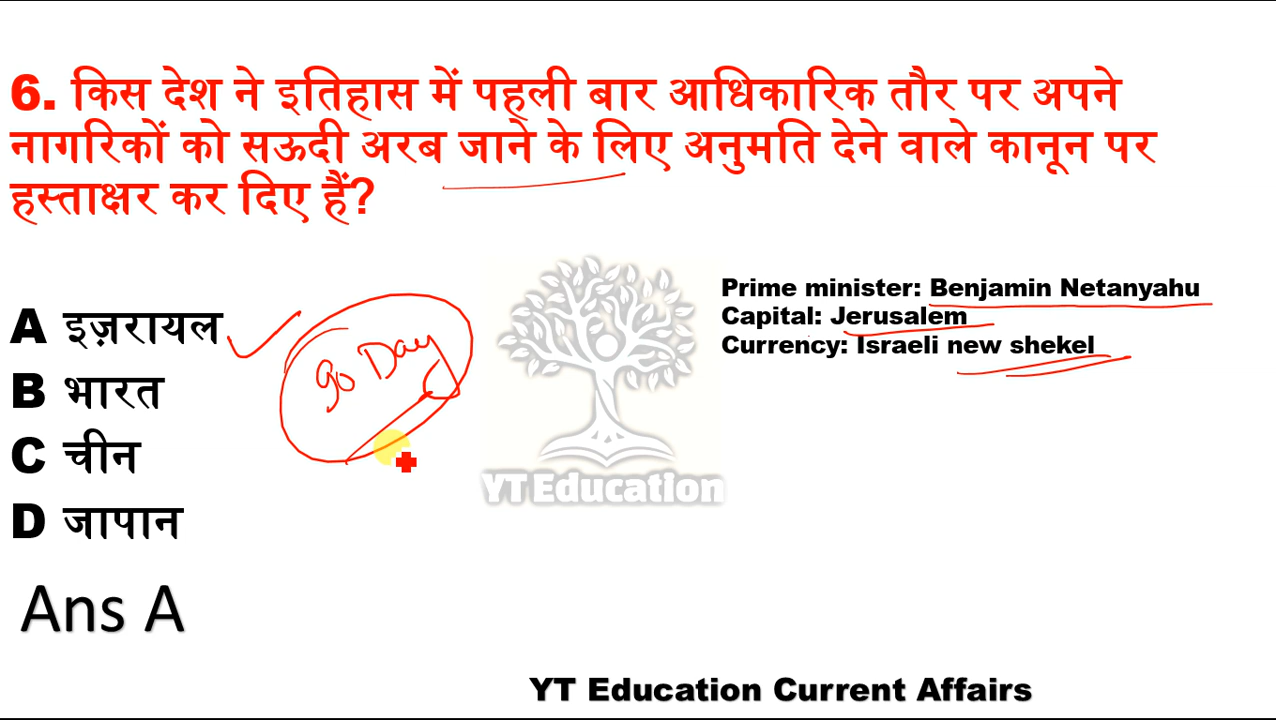 6. किस देश ने इतिहास में पहली बार आधिकारिक तौर पर अपने
नागरिकों को सऊदी अरब जाने के लिए अनुमति देने वाले कानून पर
हस्ताक्षर कर दिए हैं?
A इज़रायल
B भारत
C चीन
D जापान
Ans A
90 Day
Prime minister: Benjamin Netanyahu
Capital: Jerusalem
Currency: Israeli new shekel
YT Education
YT Education Current Affairs